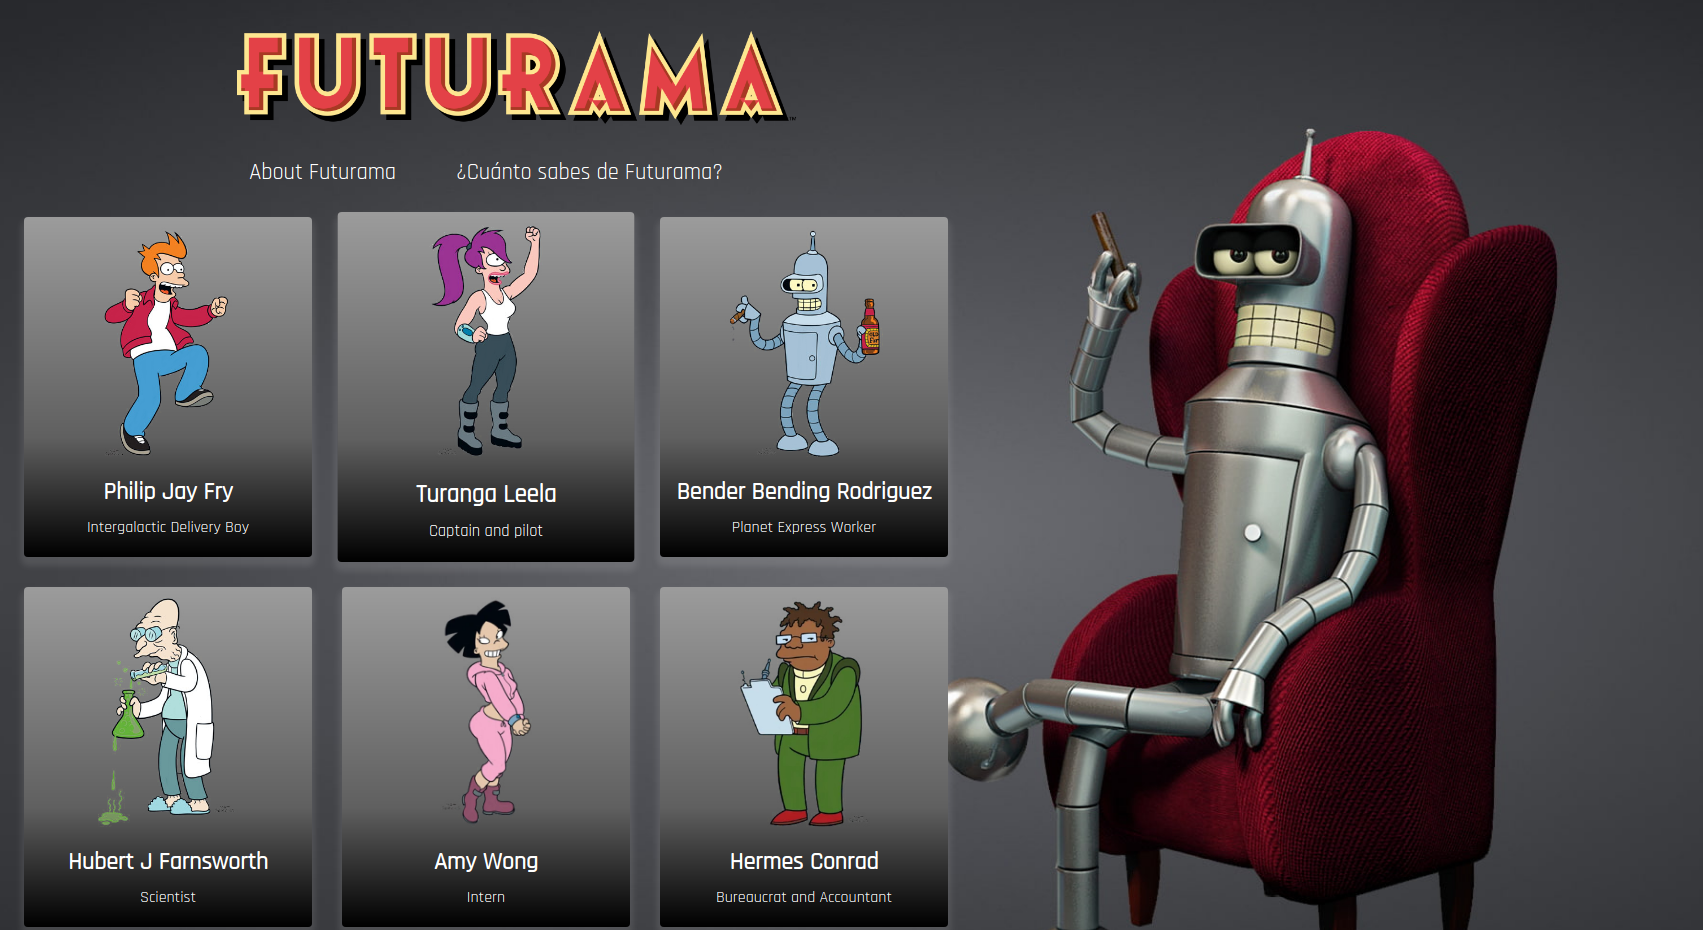 FUTURAMA
About Futurama
¿Cuánto sabes de Futurama?
Philip Jay Fry
Intergalactic Delivery Boy
Turanga Leela
Captain and pilot
Bender Bending Rodriguez
Planet Express Worker
Hubert J Farnsworth
Scientist
Amy Wong
Intern
Hermes Conrad
Bureaucrat and Accountant